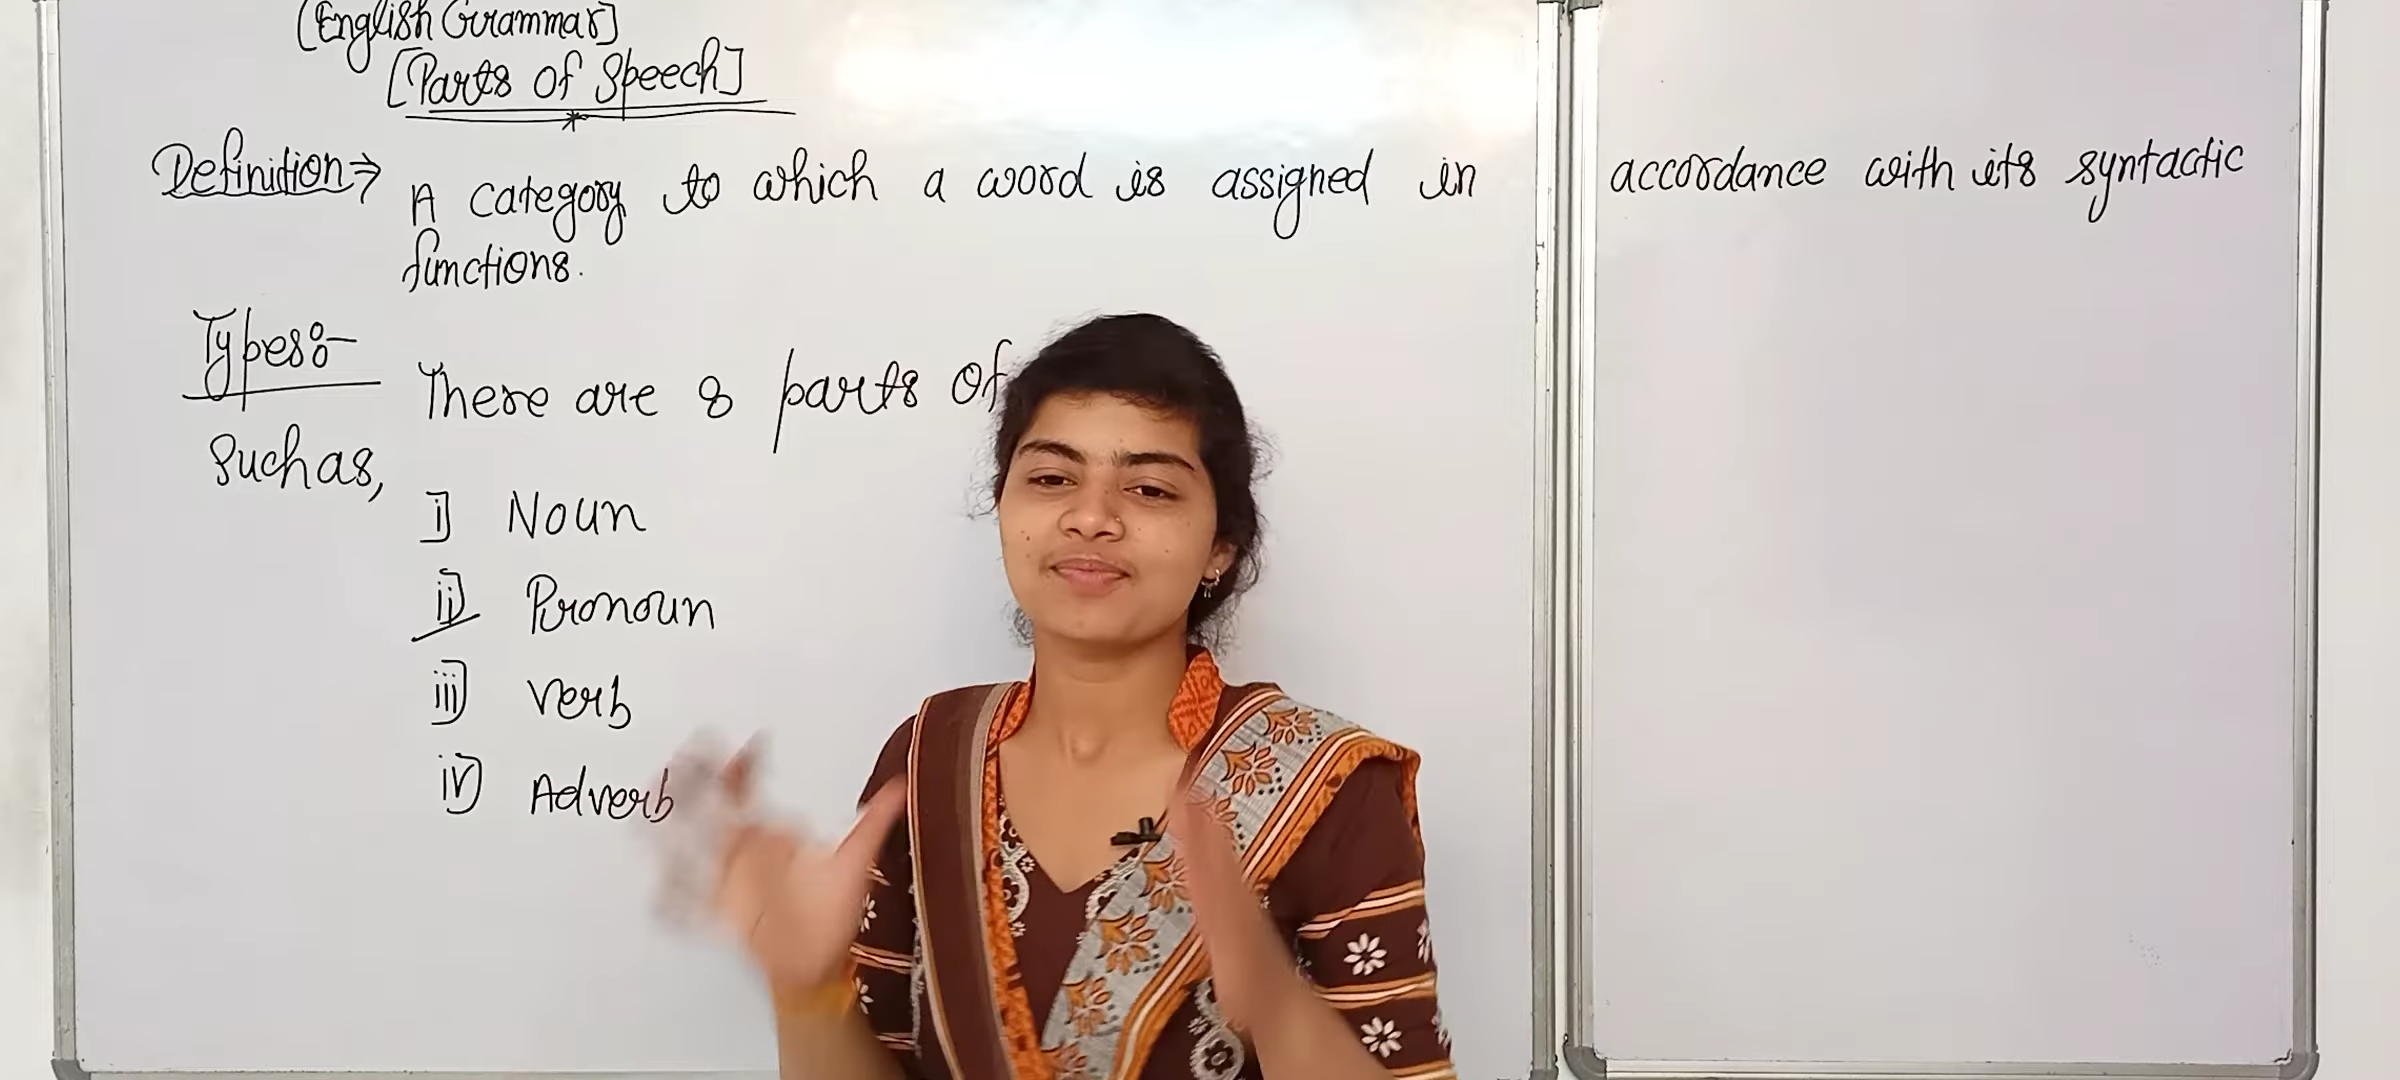 [English Grammar]
[Parts of Speech]
Definition → A category to which a word is assigned in accordance with its syntactic
functions.
Types:- There are 8 parts of
Such as,
i] Noun
ii] Pronoun
iii] Verb
iv] Adverb